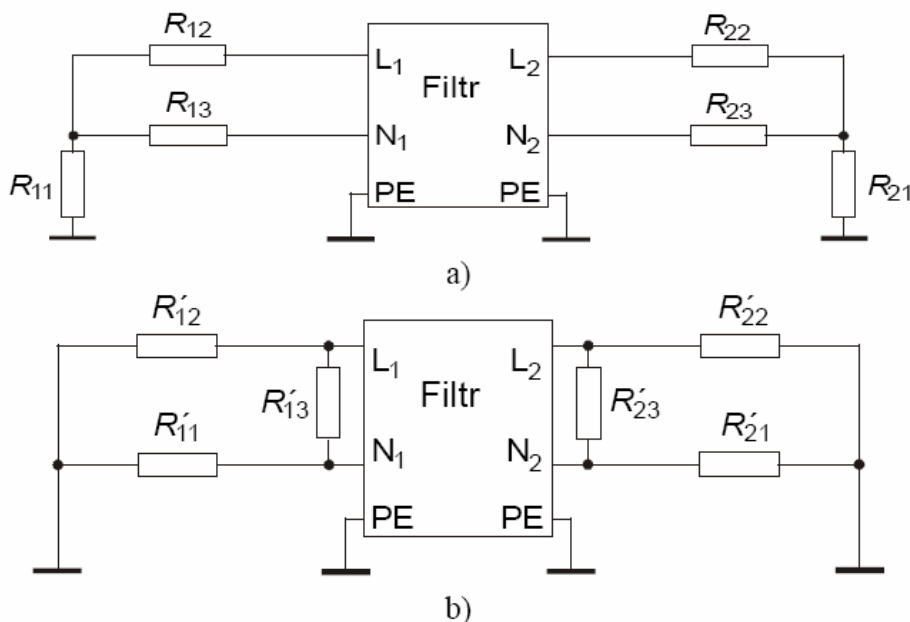 R12 R22
L1 L2
Filtr
R13 R23
N1 N2
R11 PE PE R21
a)
R´12 R´22
L1 L2
R´13 Filtr R´23
R´11 R´21
N1 N2
PE PE
b)